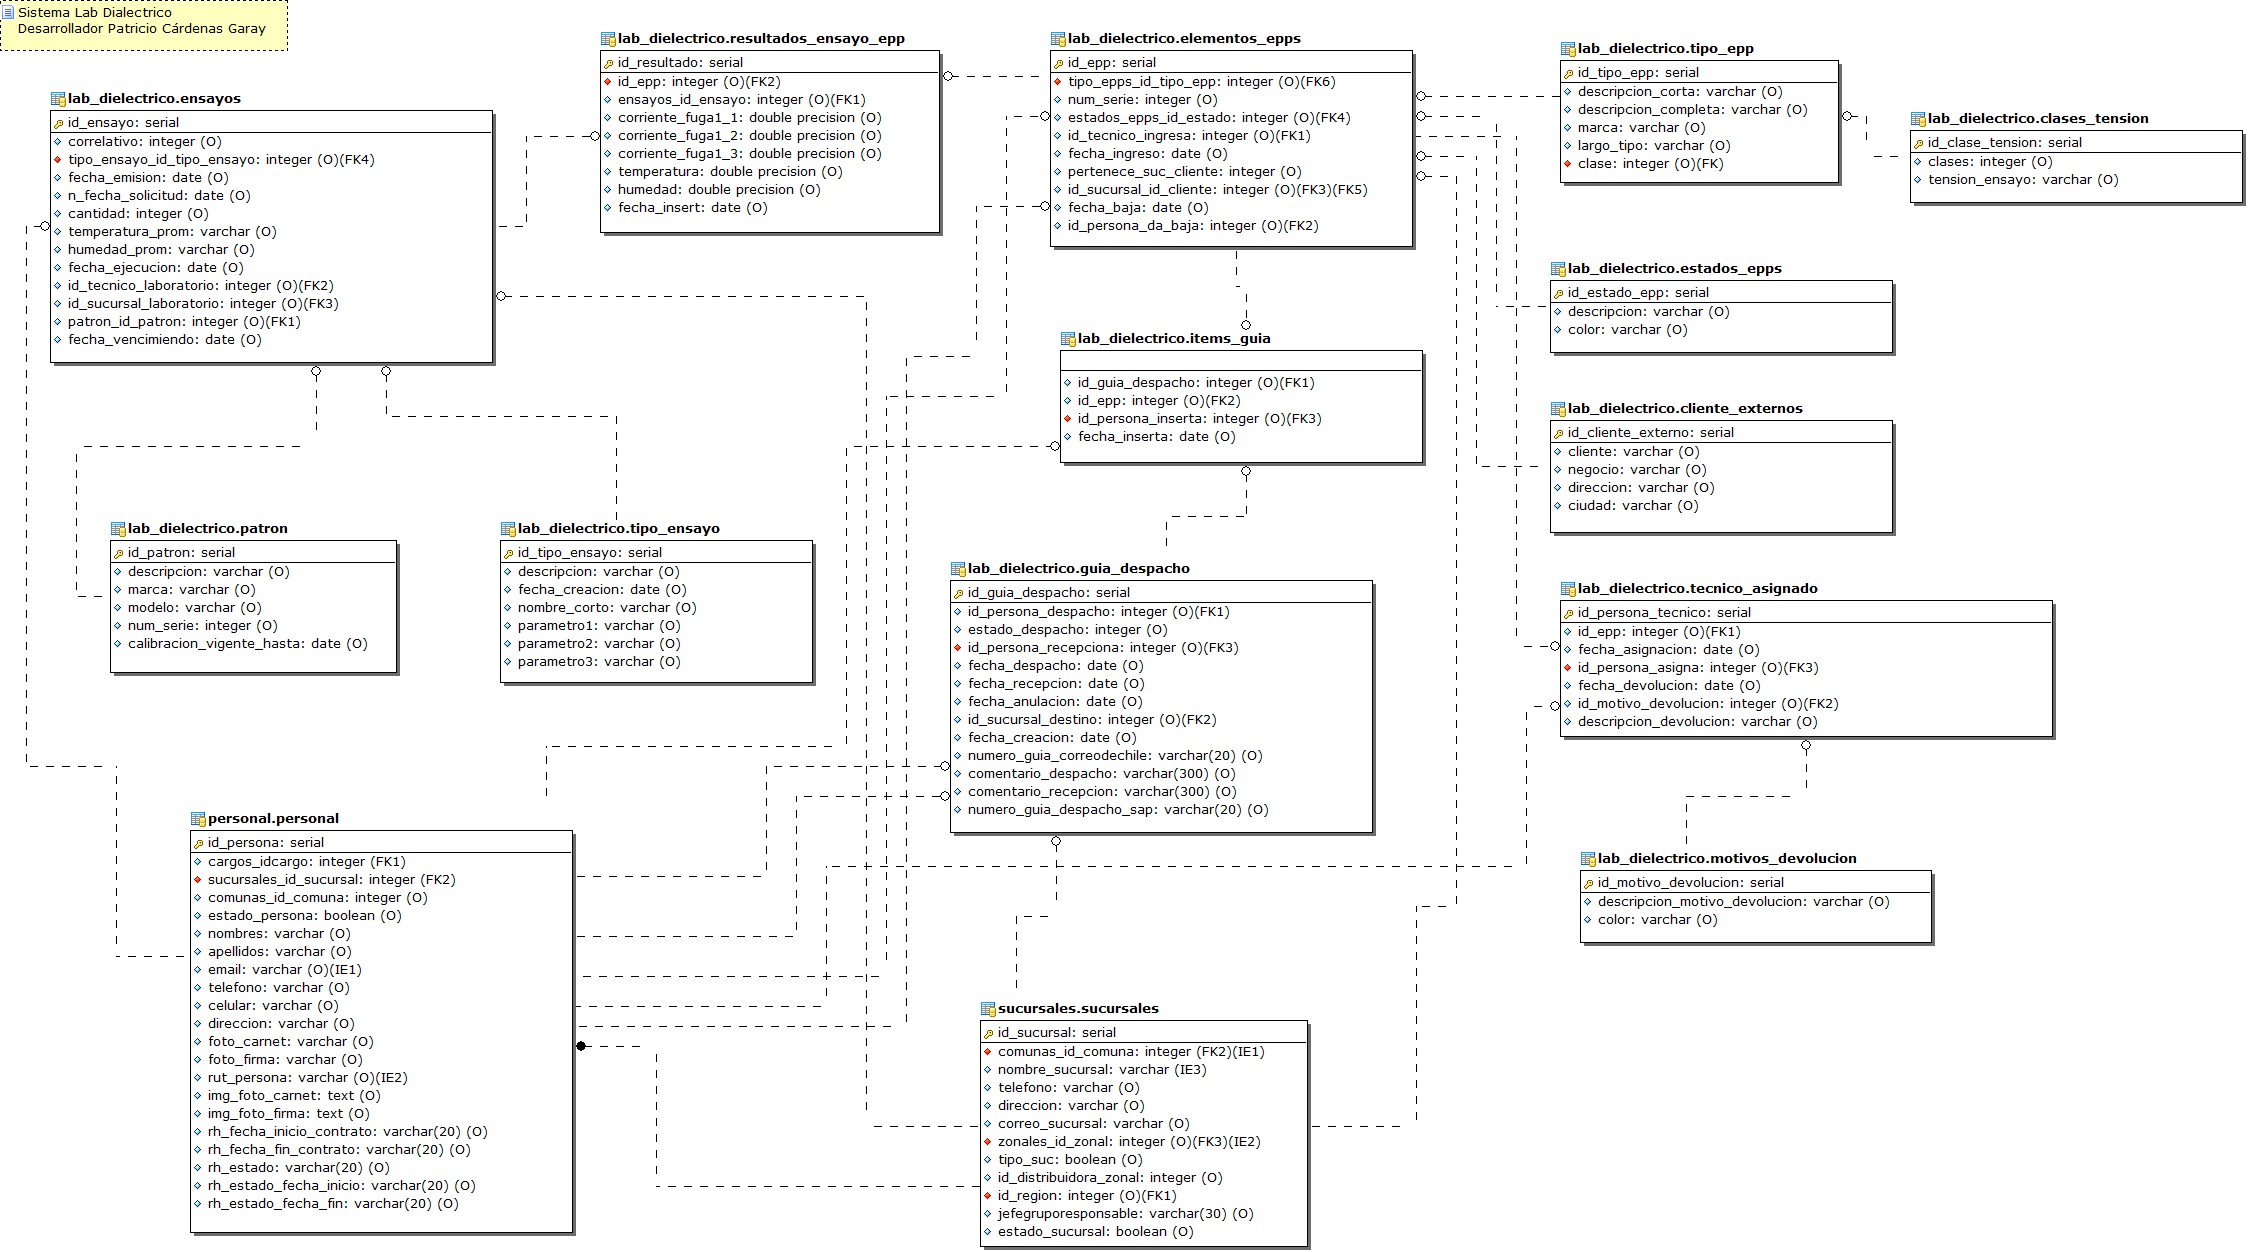 Sistema Lab Dialectrico
Desarrollador Patricio Cárdenas Garay
lab_dielectrico.resultados_ensayo_epp
id_resultado: serial
id_epp: integer (O)(FK2)
ensayos_id_ensayo: integer (O)(FK1)
corriente_fuga1_1: double precision (O)
corriente_fuga1_2: double precision (O)
corriente_fuga1_3: double precision (O)
temperatura: double precision (O)
humedad: double precision (O)
fecha_insert: date (O)
lab_dielectrico.elementos_epps
id_epp: serial
tipo_epps_id_tipo_epp: integer (O)(FK6)
num_serie: integer (O)
estados_epps_id_estado: integer (O)(FK4)
id_tecnico_ingresa: integer (O)(FK1)
fecha_ingreso: date (O)
pertenece_suc_cliente: integer (O)
id_sucursal_id_cliente: integer (O)(FK3)(FK5)
fecha_baja: date (O)
id_persona_da_baja: integer (O)(FK2)
lab_dielectrico.tipo_epp
id_tipo_epp: serial
descripcion_corta: varchar (O)
descripcion_completa: varchar (O)
marca: varchar (O)
largo_tipo: varchar (O)
clase: integer (O)(FK)
lab_dielectrico.clases_tension
id_clase_tension: serial
clases: integer (O)
tension_ensayo: varchar (O)
lab_dielectrico.ensayos
id_ensayo: serial
correlativo: integer (O)
tipo_ensayo_id_tipo_ensayo: integer (O)(FK4)
fecha_emision: date (O)
n_fecha_solicitud: date (O)
cantidad: integer (O)
temperatura_prom: varchar (O)
humedad_prom: varchar (O)
fecha_ejecucion: date (O)
id_tecnico_laboratorio: integer (O)(FK2)
id_sucursal_laboratorio: integer (O)(FK3)
patron_id_patron: integer (O)(FK1)
fecha_vencimiendo: date (O)
lab_dielectrico.estados_epps
id_estado_epp: serial
descripcion: varchar (O)
color: varchar (O)
lab_dielectrico.items_guia
id_guia_despacho: integer (O)(FK1)
id_epp: integer (O)(FK2)
id_persona_inserta: integer (O)(FK3)
fecha_inserta: date (O)
lab_dielectrico.cliente_externos
id_cliente_externo: serial
cliente: varchar (O)
negocio: varchar (O)
direccion: varchar (O)
ciudad: varchar (O)
lab_dielectrico.patron
id_patron: serial
descripcion: varchar (O)
marca: varchar (O)
modelo: varchar (O)
num_serie: integer (O)
calibracion_vigente_hasta: date (O)
lab_dielectrico.tipo_ensayo
id_tipo_ensayo: serial
descripcion: varchar (O)
fecha_creacion: date (O)
nombre_corto: varchar (O)
parametro1: varchar (O)
parametro2: varchar (O)
parametro3: varchar (O)
lab_dielectrico.guia_despacho
id_guia_despacho: serial
id_persona_despacho: integer (O)(FK1)
estado_despacho: integer (O)
id_persona_recepciona: integer (O)(FK3)
fecha_despacho: date (O)
fecha_recepcion: date (O)
fecha_anulacion: date (O)
id_sucursal_destino: integer (O)(FK2)
fecha_creacion: date (O)
numero_guia_correodechile: varchar(20) (O)
comentario_despacho: varchar(300) (O)
comentario_recepcion: varchar(300) (O)
numero_guia_despacho_sap: varchar(20) (O)
lab_dielectrico.tecnico_asignado
id_persona_tecnico: serial
id_epp: integer (O)(FK1)
fecha_asignacion: date (O)
id_persona_asigna: integer (O)(FK3)
fecha_devolucion: date (O)
id_motivo_devolucion: integer (O)(FK2)
descripcion_devolucion: varchar (O)
lab_dielectrico.motivos_devolucion
id_motivo_devolucion: serial
descripcion_motivo_devolucion: varchar (O)
color: varchar (O)
personal.personal
id_persona: serial
cargos_idcargo: integer (FK1)
sucursales_id_sucursal: integer (FK2)
comunas_id_comuna: integer (O)
estado_persona: boolean (O)
nombres: varchar (O)
apellidos: varchar (O)
email: varchar (O)(IE1)
telefono: varchar (O)
celular: varchar (O)
direccion: varchar (O)
foto_carnet: varchar (O)
foto_firma: varchar (O)
rut_persona: varchar (O)(IE2)
img_foto_carnet: text (O)
img_foto_firma: text (O)
rh_fecha_inicio_contrato: varchar(20) (O)
rh_fecha_fin_contrato: varchar(20) (O)
rh_estado: varchar(20) (O)
rh_estado_fecha_inicio: varchar(20) (O)
rh_estado_fecha_fin: varchar(20) (O)
sucursales.sucursales
id_sucursal: serial
comunas_id_comuna: integer (FK2)(IE1)
nombre_sucursal: varchar (IE3)
telefono: varchar (O)
direccion: varchar (O)
correo_sucursal: varchar (O)
zonales_id_zonal: integer (O)(FK3)(IE2)
tipo_suc: boolean (O)
id_distribuidora_zonal: integer (O)
id_region: integer (O)(FK1)
jefegruporesponsable: varchar(30) (O)
estado_sucursal: boolean (O)